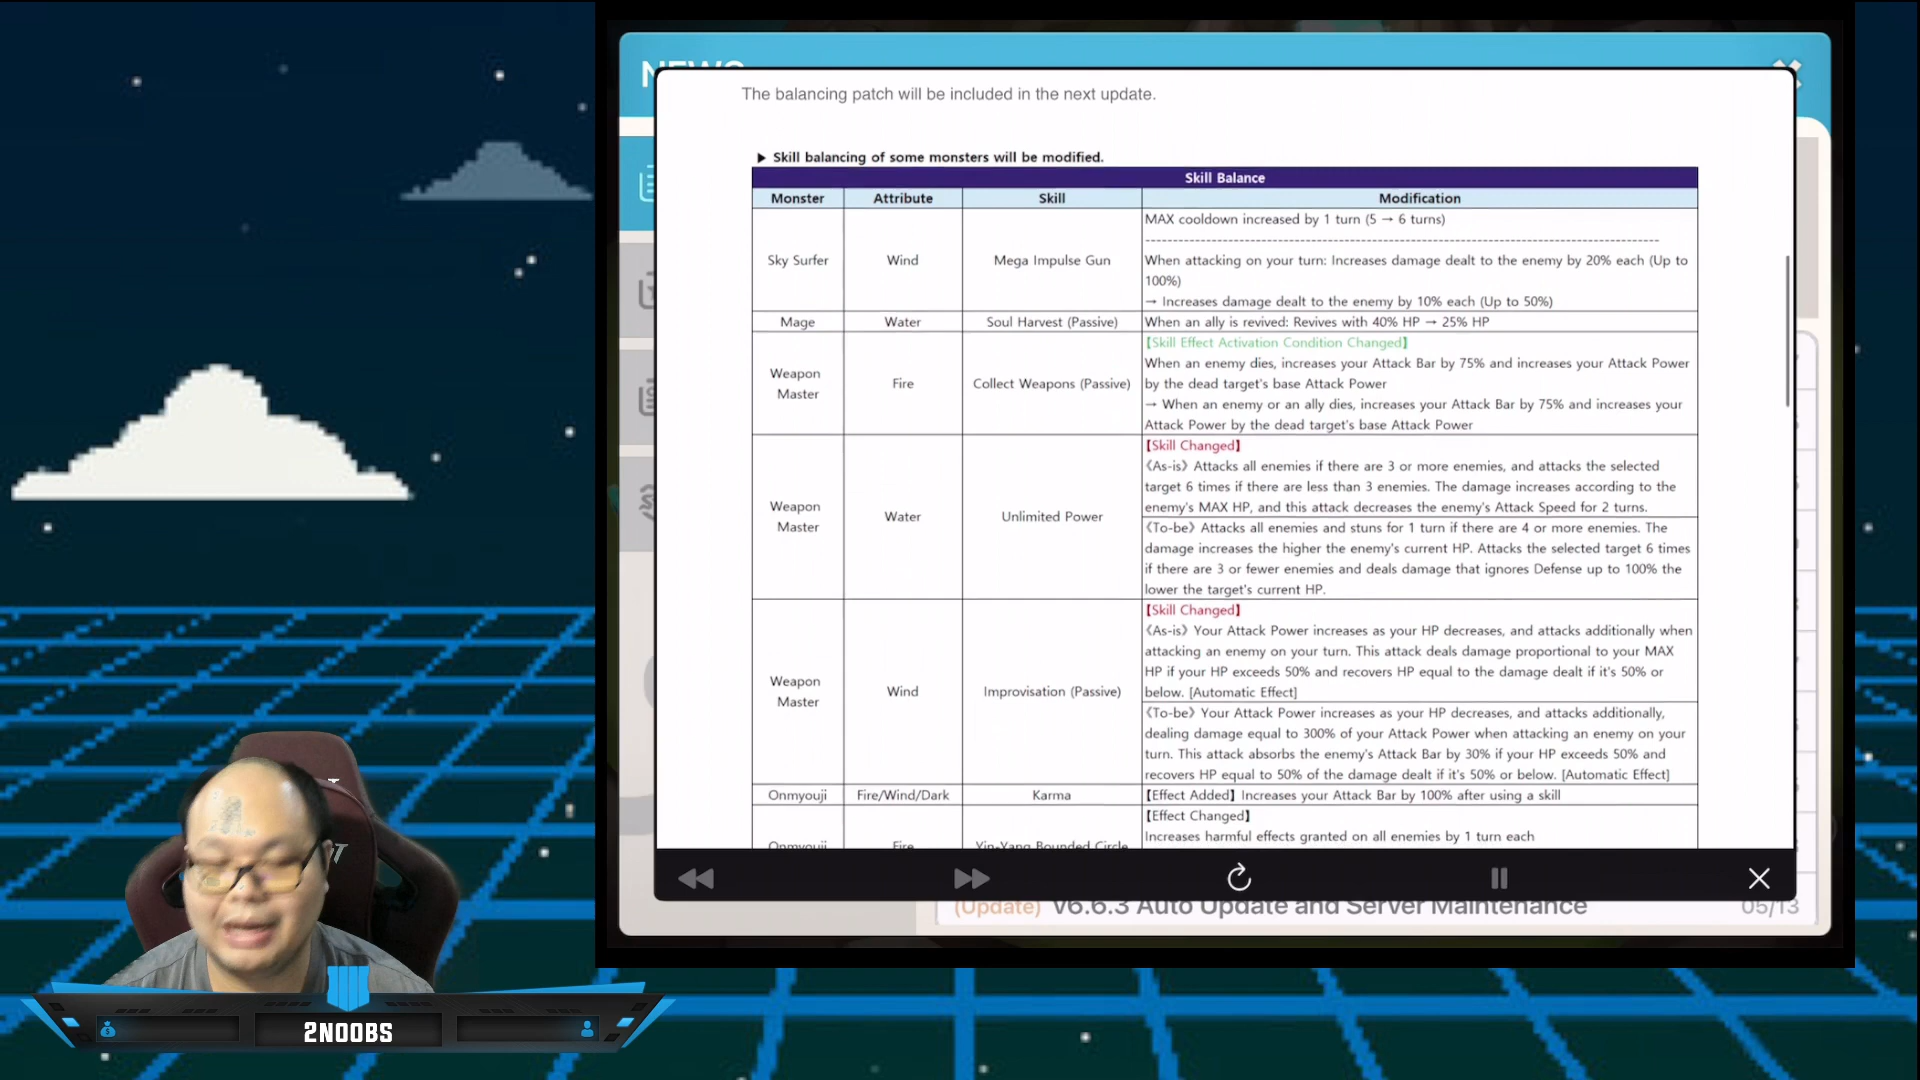 The balancing patch will be included in the next update.
▶ Skill balancing of some monsters will be modified.
Skill Balance
Monster Attribute Skill Modification
Sky Surfer Wind Mega Impulse Gun
MAX cooldown increased by 1 turn (5 → 6 turns)
--------------------------------------------------------------------------------
When attacking on your turn: Increases damage dealt to the enemy by 20% each (Up to
100%)
→ Increases damage dealt to the enemy by 10% each (Up to 50%)
Mage Water Soul Harvest (Passive) When an ally is revived: Revives with 40% HP → 25% HP
Weapon
Master
Fire Collect Weapons (Passive)
【Skill Effect Activation Condition Changed】
When an enemy dies, increases your Attack Bar by 75% and increases your Attack Power
by the dead target's base Attack Power
→ When an enemy or an ally dies, increases your Attack Bar by 75% and increases your
Attack Power by the dead target's base Attack Power
Weapon
Master
Water Unlimited Power
【Skill Changed】
《As-is》 Attacks all enemies if there are 3 or more enemies, and attacks the selected
target 6 times if there are less than 3 enemies. The damage increases according to the
enemy's MAX HP, and this attack decreases the enemy's Attack Speed for 2 turns.
《To-be》 Attacks all enemies and stuns for 1 turn if there are 4 or more enemies. The
damage increases the higher the enemy's current HP. Attacks the selected target 6 times
if there are 3 or fewer enemies and deals damage that ignores Defense up to 100% the
lower the target's current HP.
Weapon
Master
Wind Improvisation (Passive)
【Skill Changed】
《As-is》 Your Attack Power increases as your HP decreases, and attacks additionally when
attacking an enemy on your turn. This attack deals damage proportional to your MAX
HP if your HP exceeds 50% and recovers HP equal to the damage dealt if it's 50% or
below. [Automatic Effect]
《To-be》 Your Attack Power increases as your HP decreases, and attacks additionally,
dealing damage equal to 300% of your Attack Power when attacking an enemy on your
turn. This attack absorbs the enemy's Attack Bar by 30% if your HP exceeds 50% and
recovers HP equal to 50% of the damage dealt if it's 50% or below. [Automatic Effect]
Onmyouji Fire/Wind/Dark Karma 【Effect Added】 Increases your Attack Bar by 100% after using a skill
【Effect Changed】
Increases harmful effects granted on all enemies by 1 turn each
Onmyouji Fire Yin-Yang Bounded Circle
(Update) V6.6.3 Auto Update and Server Maintenance 05/13
2NOOBS